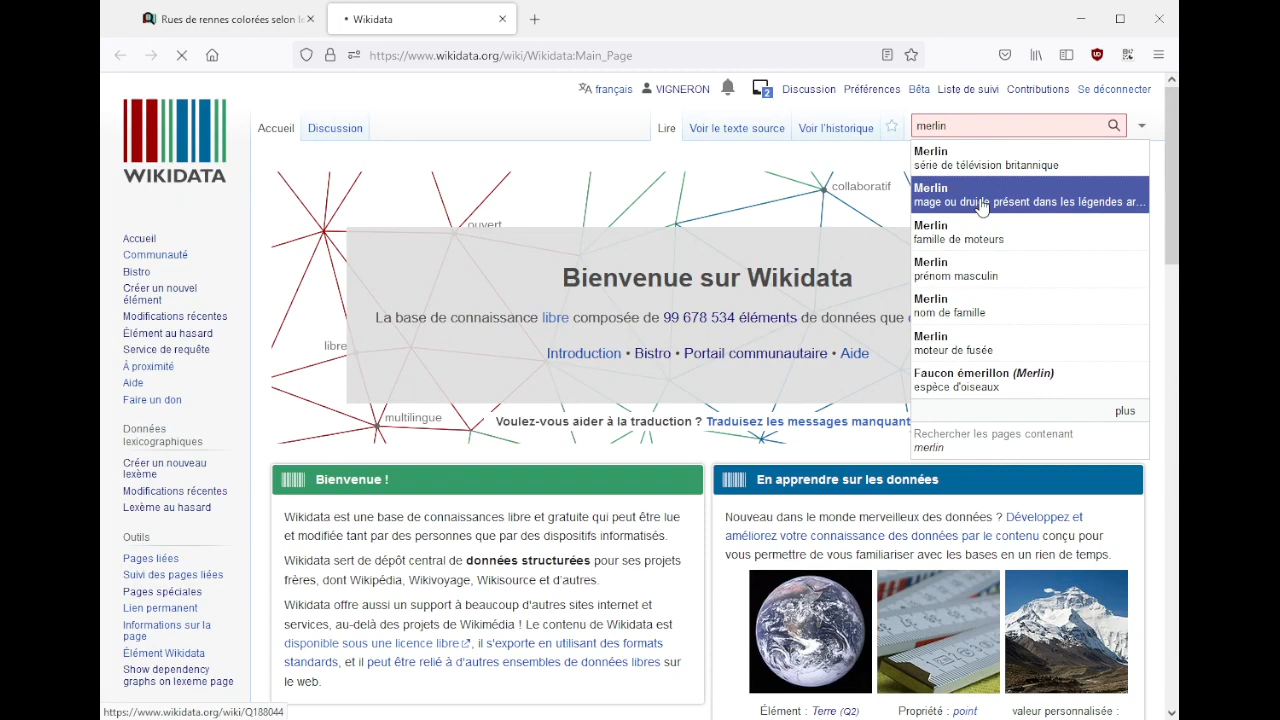 Rues de rennes colorées selon le
Wikidata
https://www.wikidata.org/wiki/Wikidata:Main_Page
français VIGNERON 2 Discussion Préférences Bêta Liste de suivi Contributions Se déconnecter
WIKIDATA
Accueil Discussion Lire Voir le texte source Voir l'historique
merlin
Merlin
série de télévision britannique
Merlin
mage ou druide présent dans les légendes ar...
Merlin
famille de moteurs
Merlin
prénom masculin
Merlin
nom de famille
Merlin
moteur de fusée
Faucon émerillon (Merlin)
espèce d'oiseaux
plus
Rechercher les pages contenant
merlin
Accueil
Communauté
Bistro
Créer un nouvel
élément
Modifications récentes
Élément au hasard
Service de requête
À proximité
Aide
Faire un don
Données
lexicographiques
Créer un nouveau
lexème
Modifications récentes
Lexème au hasard
Outils
Pages liées
Suivi des pages liées
Pages spéciales
Lien permanent
Informations sur la
page
Élément Wikidata
Show dependency
graphs on lexeme page
https://www.wikidata.org/wiki/Q188044
collaboratif
ouvert
libre
multilingue
Bienvenue sur Wikidata
La base de connaissance libre composée de 99 678 534 éléments de données que
Introduction • Bistro • Portail communautaire • Aide
Voulez-vous aider à la traduction ? Traduisez les messages manquant
Bienvenue !
Wikidata est une base de connaissances libre et gratuite qui peut être lue
et modifiée tant par des personnes que par des dispositifs informatisés.
Wikidata sert de dépôt central de données structurées pour ses projets
frères, dont Wikipédia, Wikivoyage, Wikisource et d'autres.
Wikidata offre aussi un support à beaucoup d'autres sites internet et
services, au-delà des projets de Wikimédia ! Le contenu de Wikidata est
disponible sous une licence libre, il s'exporte en utilisant des formats
standards, et il peut être relié à d'autres ensembles de données libres sur
le web.
En apprendre sur les données
Nouveau dans le monde merveilleux des données ? Développez et
améliorez votre connaissance des données par le contenu conçu pour
vous permettre de vous familiariser avec les bases en un rien de temps.
Élément : Terre (Q2)
Propriété : point
valeur personnalisée :